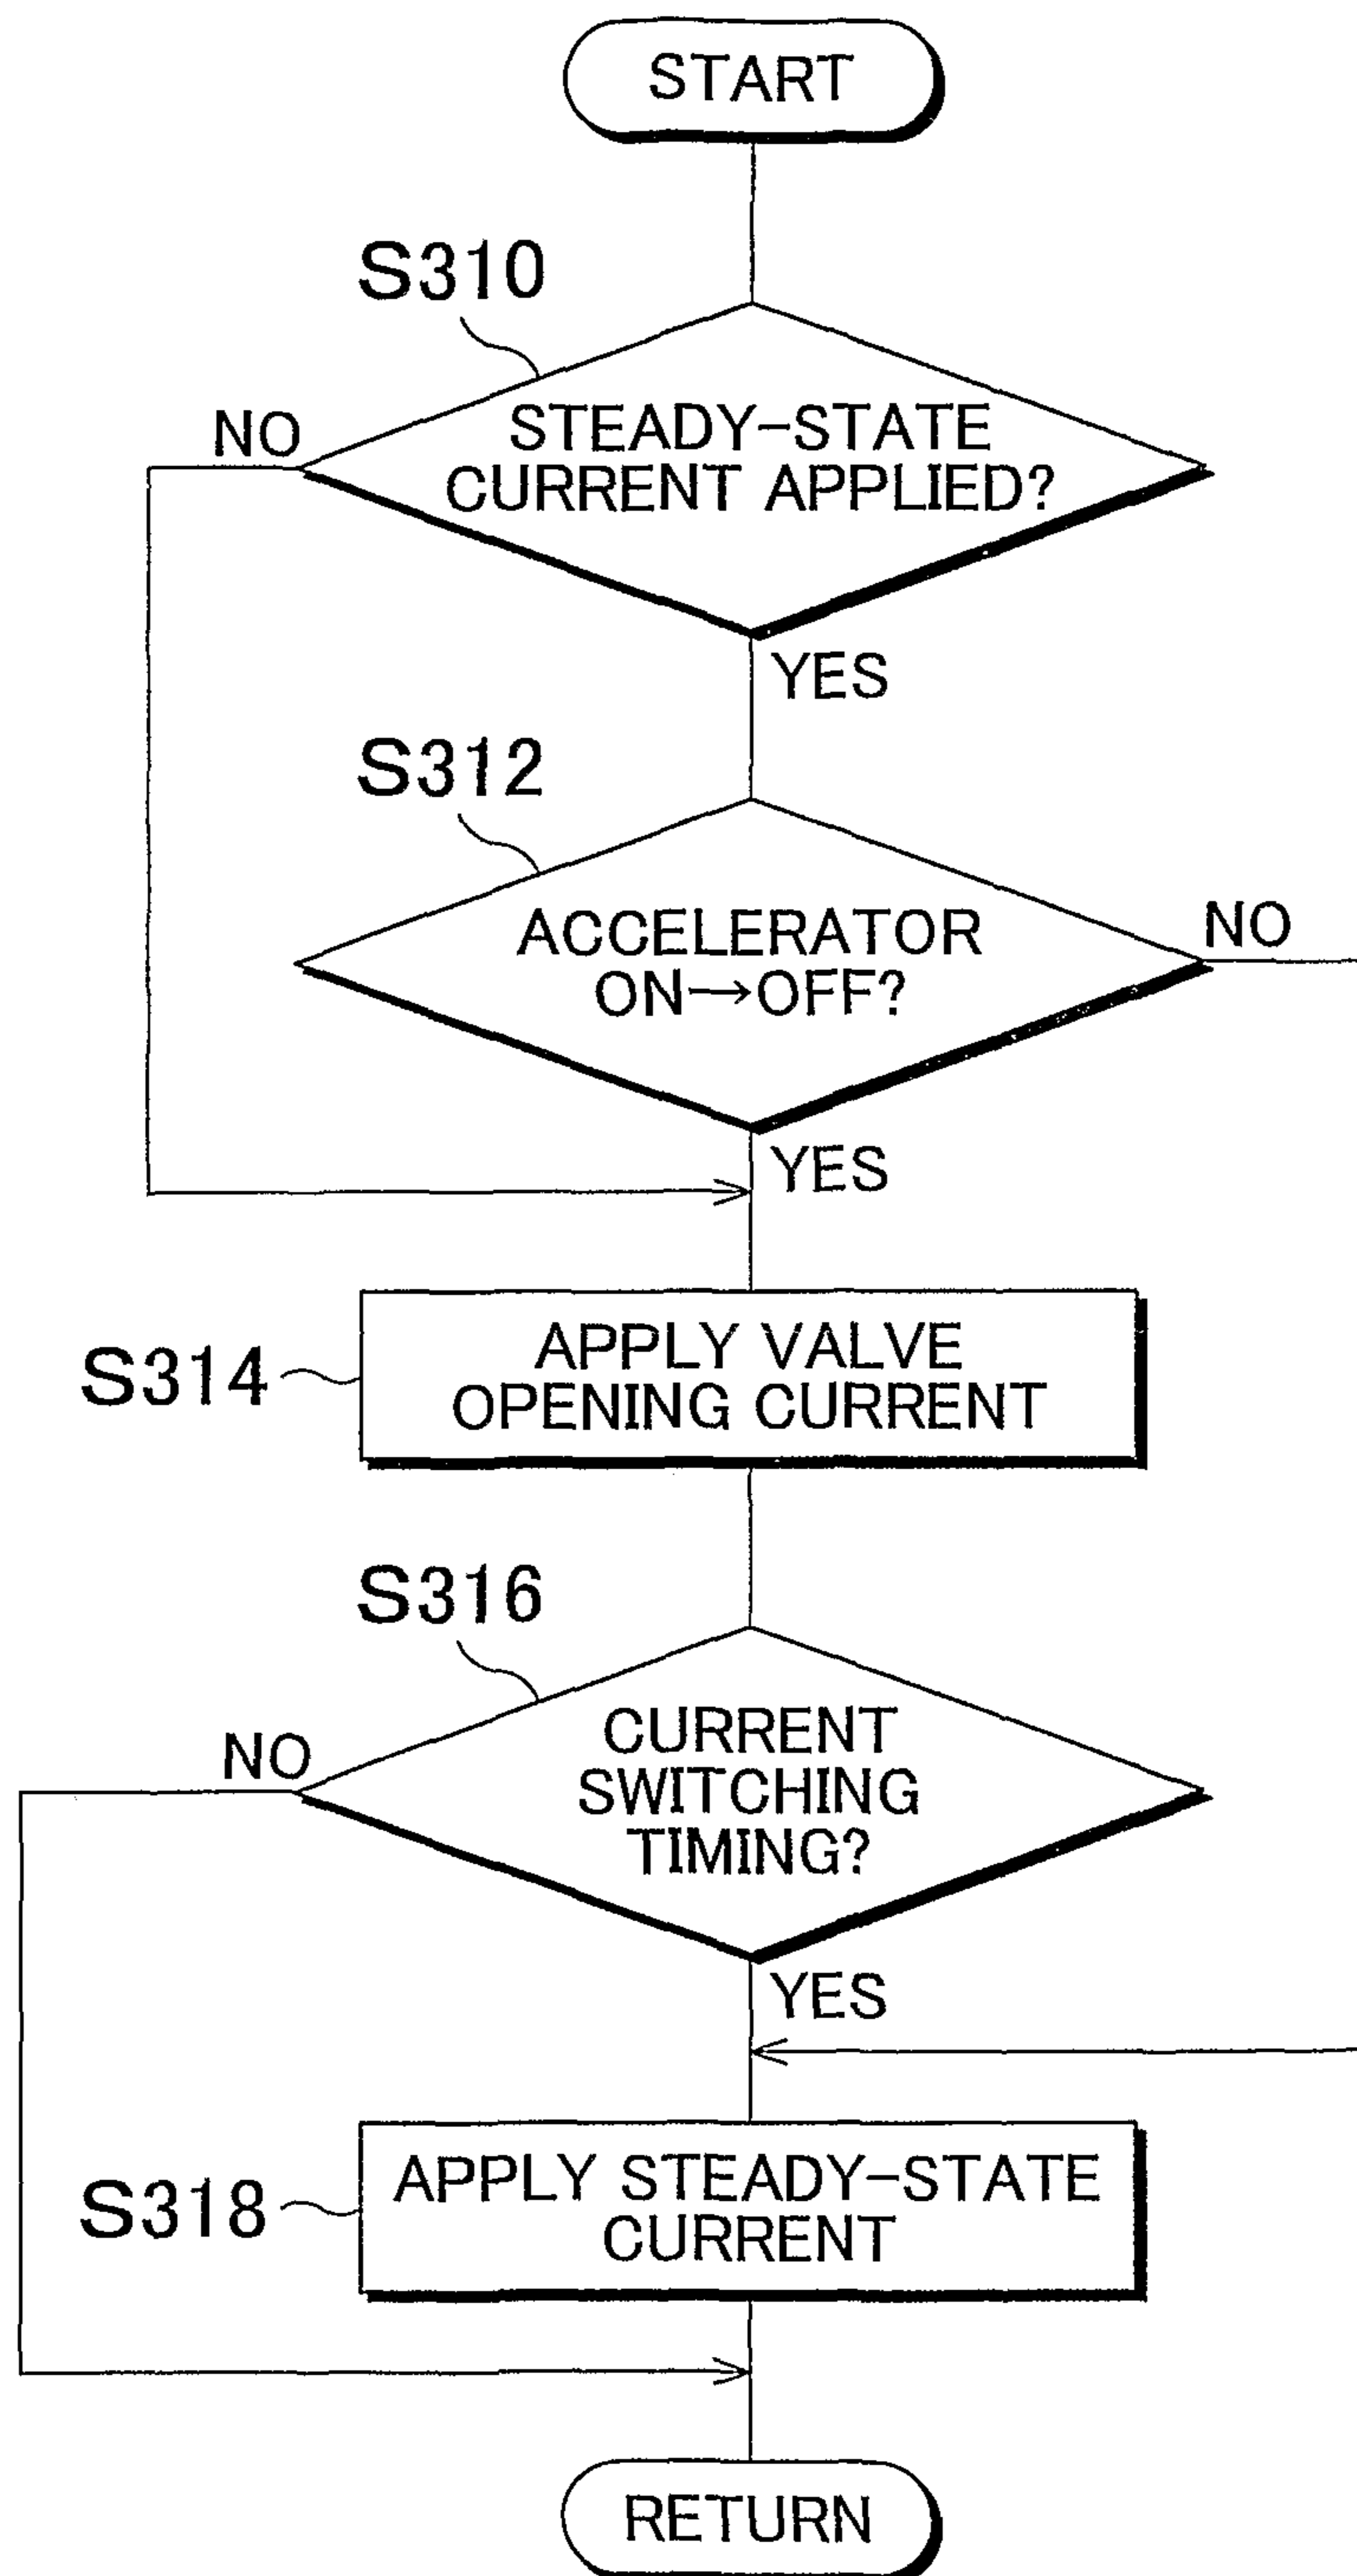 START
S310
NO
STEADY-STATE
CURRENT APPLIED?
YES
S312
ACCELERATOR
ON→OFF?
NO
YES
S314
APPLY VALVE
OPENING CURRENT
S316
NO
CURRENT
SWITCHING
TIMING?
YES
S318
APPLY STEADY-STATE
CURRENT
RETURN